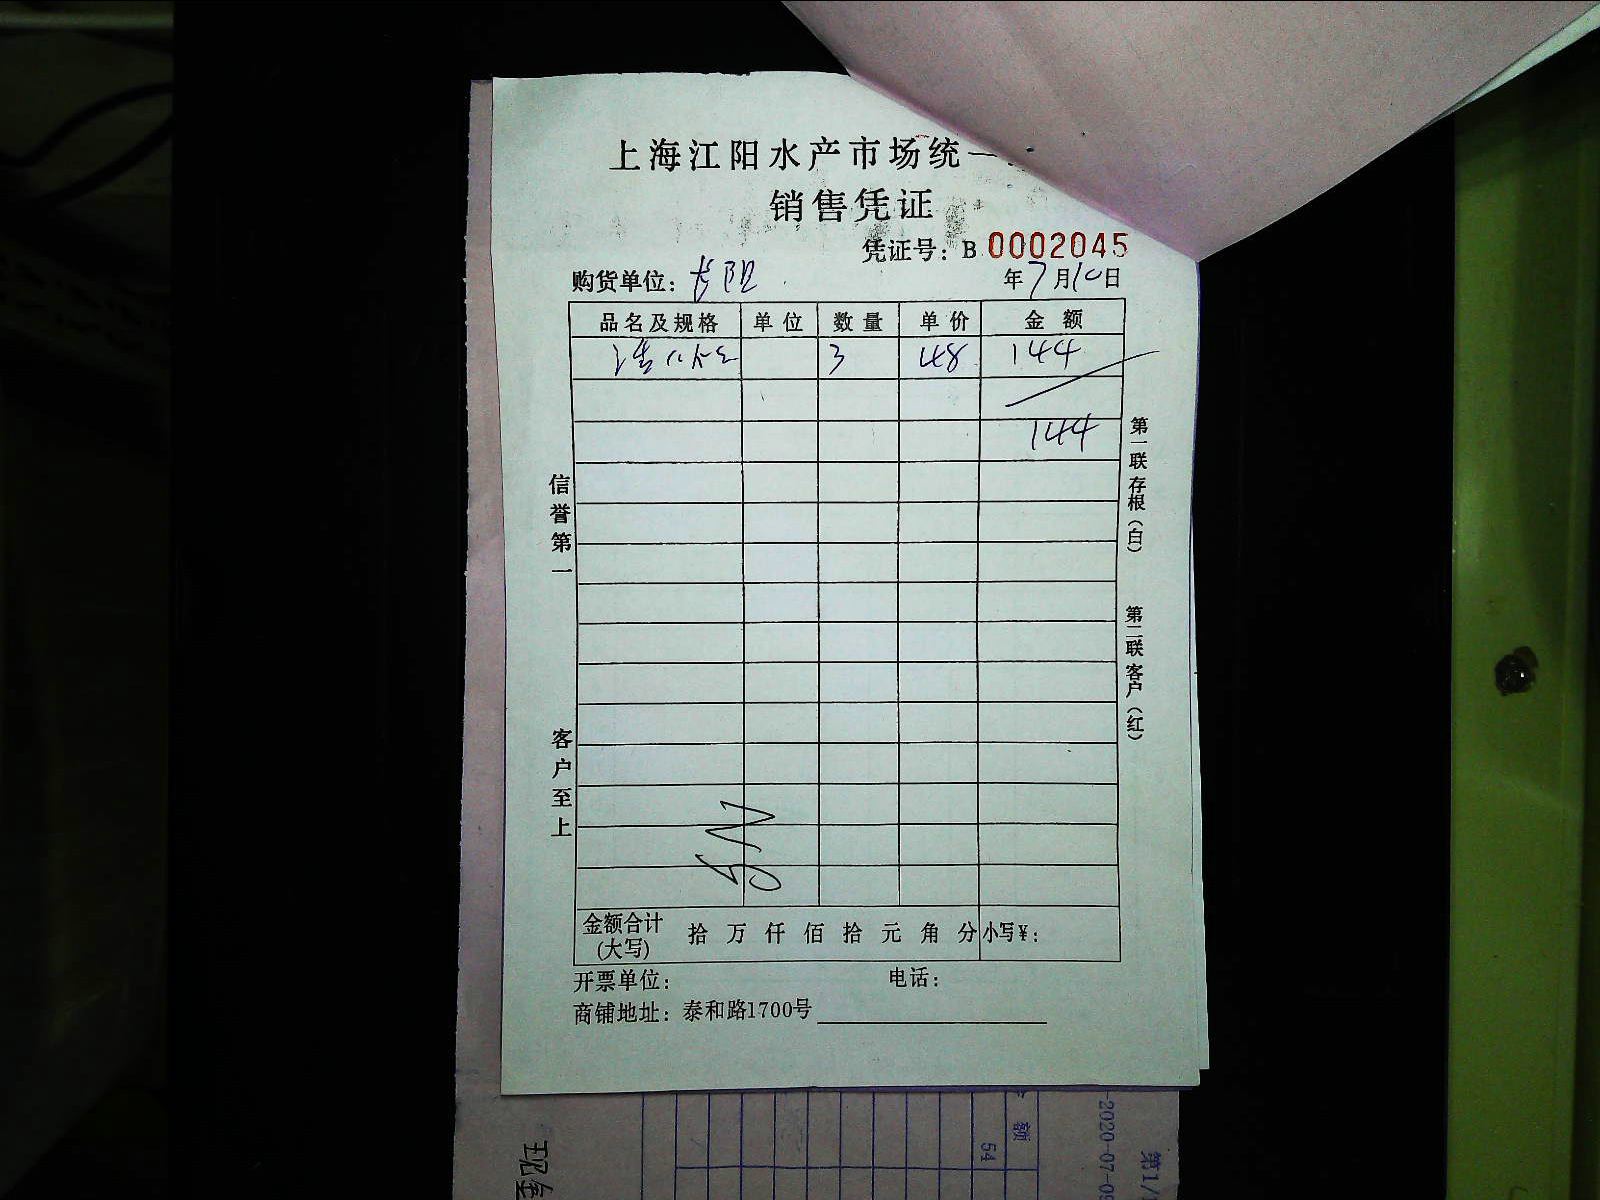 上海江阳水产市场统一
销售凭证
凭证号：B 0002045
购货单位： 年7月10日
品名及规格 单位 数量 单价 金额
3 48 144
144
信誉第一
客户至上
第一联存根（白）
第二联客户（红）
金额合计（大写） 拾 万 仟 佰 拾 元 角 分 小写¥：
开票单位： 电话：
商铺地址：泰和路1700号
额
54
-2020-07-09
第1/